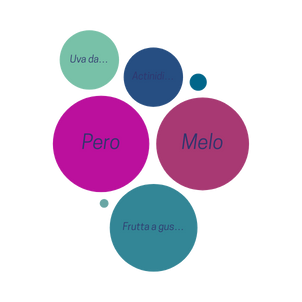 Uva da...
Actinidi...
Pero
Melo
Frutta a gus...